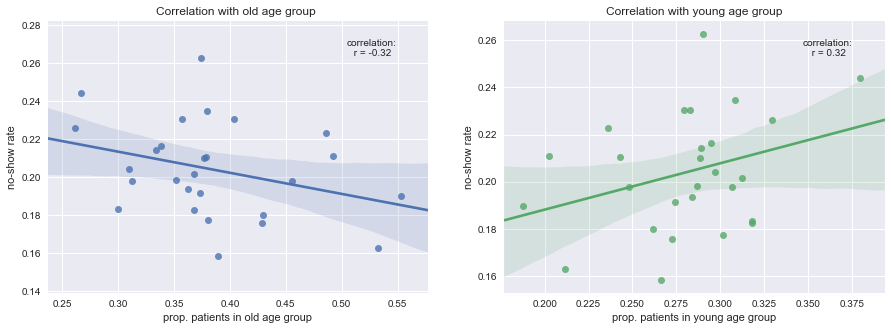 Correlation with old age group
0.28
0.26
0.24
0.22
0.20
0.18
0.16
0.14
no-show rate
correlation:
r = -0.32
0.25 0.30 0.35 0.40 0.45 0.50 0.55
prop. patients in old age group
Correlation with young age group
0.26
0.24
0.22
0.20
0.18
0.16
no-show rate
correlation:
r = 0.32
0.200 0.225 0.250 0.275 0.300 0.325 0.350 0.375
prop. patients in young age group